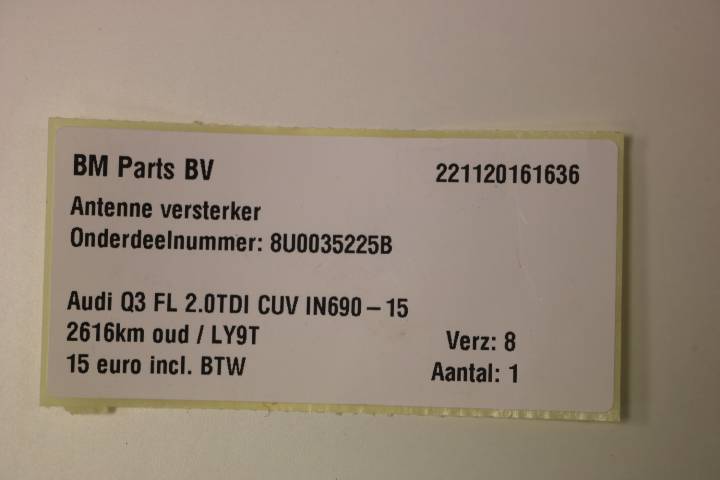 BM Parts BV 221120161636
Antenne versterker
Onderdeelnummer: 8U0035225B
Audi Q3 FL 2.0TDI CUV IN690-15
2616km oud / LY9T Verz: 8
15 euro incl. BTW Aantal: 1